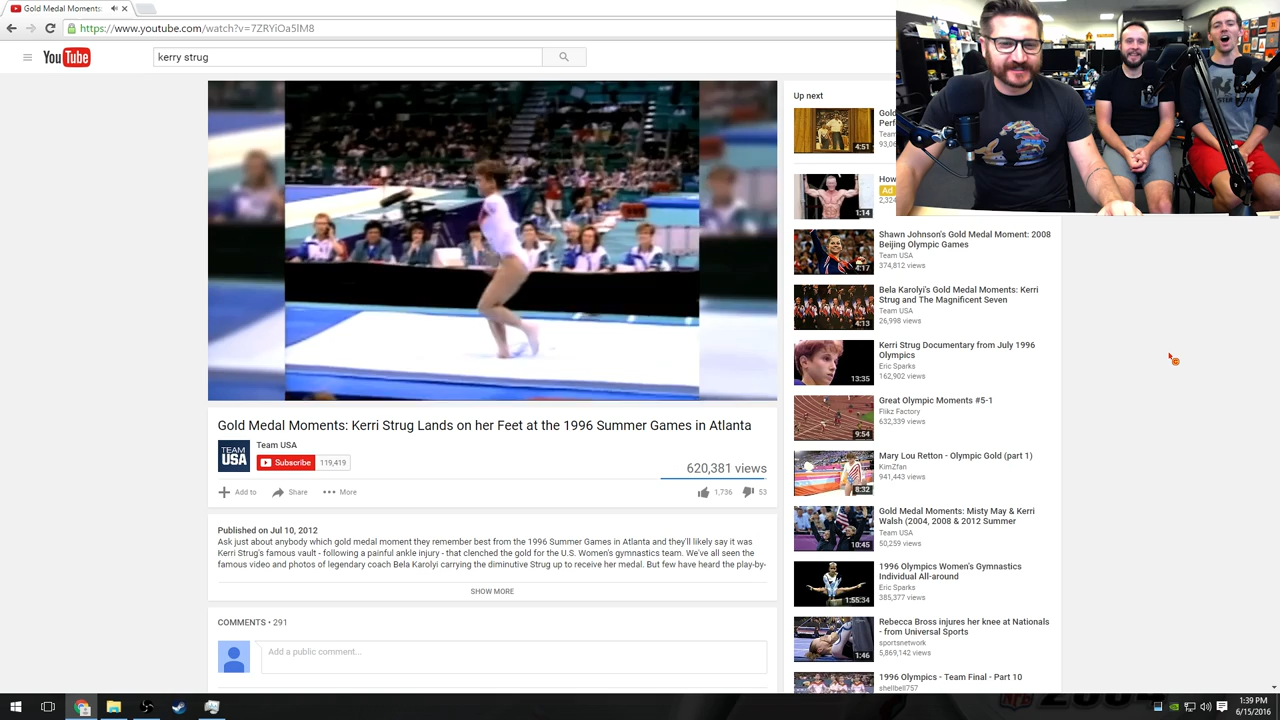 Gold Medal Moments:
https://www.youtube.com/watch?v=7ZRYiOa5lM8
YouTube
kerry strug
Gold Medal Moments: Kerri Strug Lands on her Feet at the 1996 Summer Games in Atlanta
TEAM
USA
Team USA
Subscribe 119,419
620,381 views
Add to Share More
1,736 53
Published on Jul 10, 2012
Ask just about anybody which gold medal moment they remember best from the 1996 Summer Games in Atlanta and they'll likely say it was
Kerri Strug's famous vault - following a painful ankle injury - that clenched the gold for the U.S. Women's gymnastics team. We've all seen the
famous video and photos of legendary coach Bela Karolyi carrying the diminutive Strug up to receive her medal. But few have heard the play-by-
SHOW MORE
COMMENTS • 291
Add a public comment...
Up next
Gold
Perf
Team
93,06
4:51
How
Ad
2,324
1:14
Shawn Johnson's Gold Medal Moment: 2008
Beijing Olympic Games
Team USA
374,812 views
4:17
Bela Karolyi's Gold Medal Moments: Kerri
Strug and The Magnificent Seven
Team USA
26,998 views
4:13
Kerri Strug Documentary from July 1996
Olympics
Eric Sparks
162,902 views
13:35
Great Olympic Moments #5-1
Flikz Factory
632,339 views
9:54
Mary Lou Retton - Olympic Gold (part 1)
KimZfan
941,443 views
8:32
Gold Medal Moments: Misty May & Kerri
Walsh (2004, 2008 & 2012 Summer
Team USA
50,259 views
10:45
1996 Olympics Women's Gymnastics
Individual All-around
Eric Sparks
385,377 views
1:55:34
Rebecca Bross injures her knee at Nationals
- from Universal Sports
sportsnetwork
5,869,142 views
1:46
1996 Olympics - Team Final - Part 10
shellbell757
1:39 PM
6/15/2016